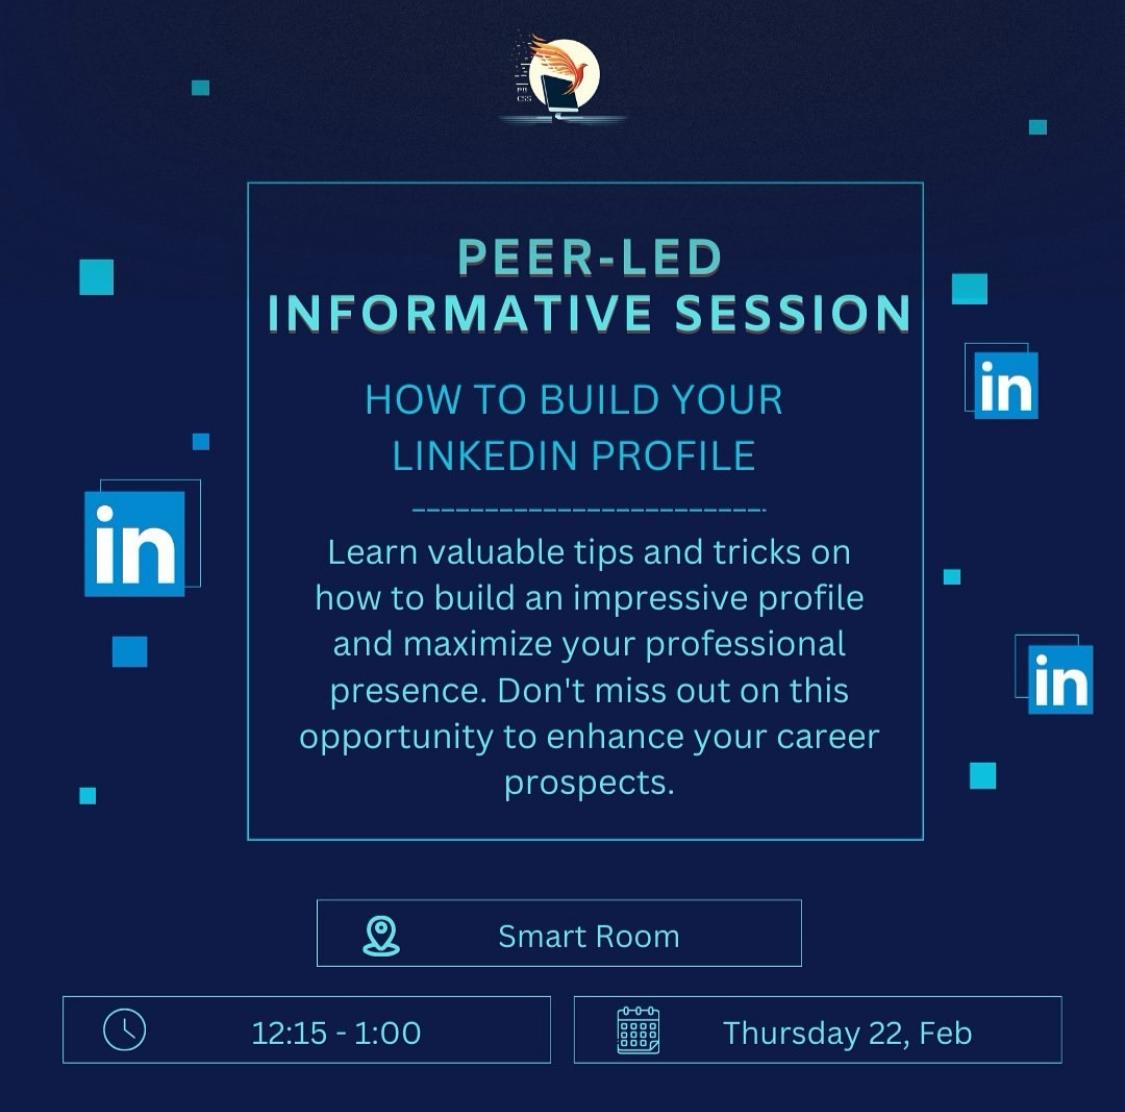 CSS
PEER-LED
INFORMATIVE SESSION
HOW TO BUILD YOUR
LINKEDIN PROFILE
Learn valuable tips and tricks on
how to build an impressive profile
and maximize your professional
presence. Don't miss out on this
opportunity to enhance your career
prospects.
in
in
in
Smart Room
12:15 - 1:00
Thursday 22, Feb